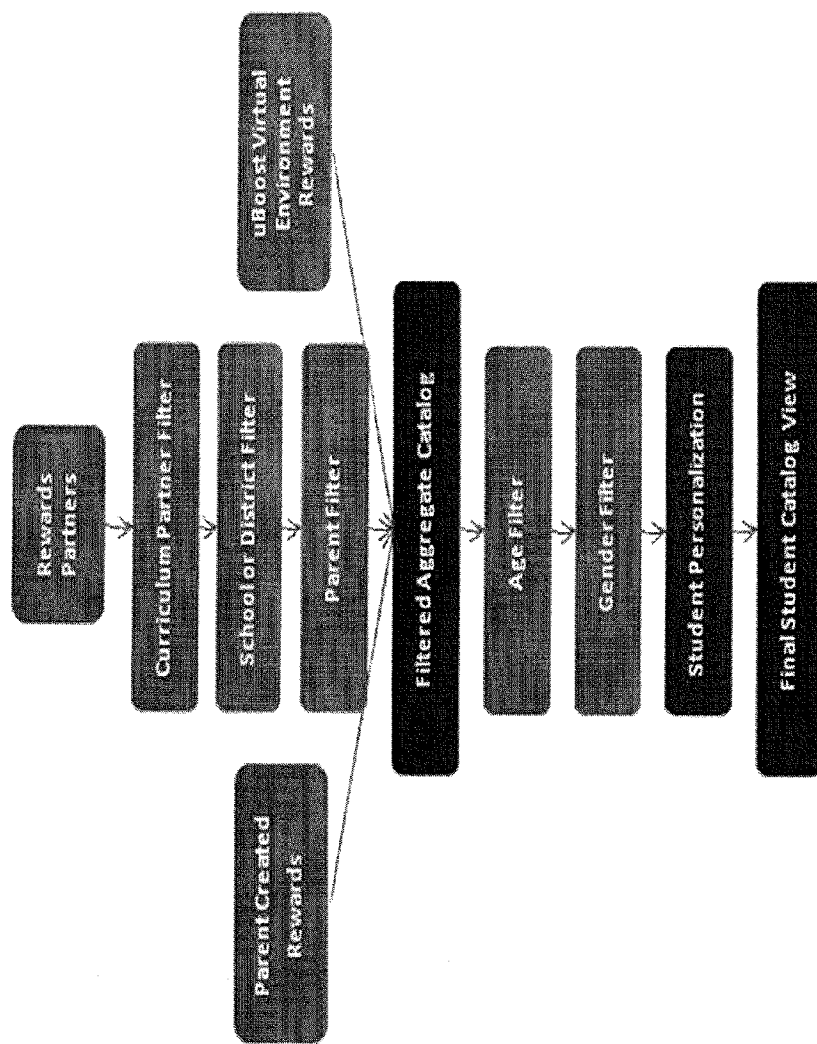 Rewards
Partners
Curriculum Partner Filter
School or District Filter
Parent Filter
Parent Created
Rewards
uBoost Virtual
Environment
Rewards
Filtered Aggregate Catalog
Age Filter
Gender Filter
Student Personalization
Final Student Catalog View